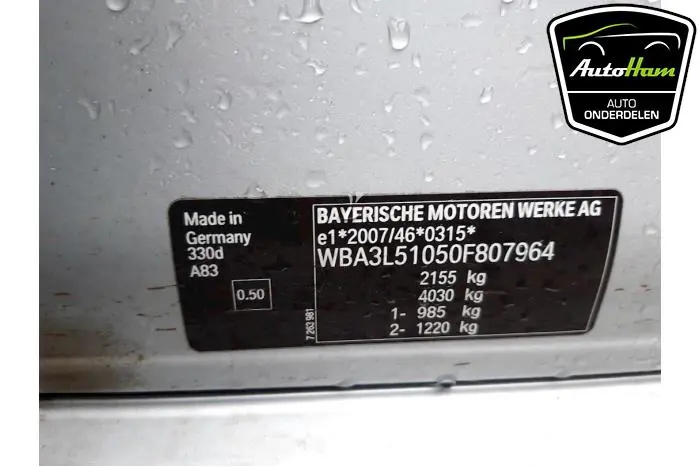 AutoHam
AUTO
ONDERDELEN
Made in
Germany
330d
A83
0.50
7 263 981
BAYERISCHE MOTOREN WERKE AG
e1*2007/46*0315*
WBA3L51050F807964
2155 kg
4030 kg
1- 985 kg
2- 1220 kg